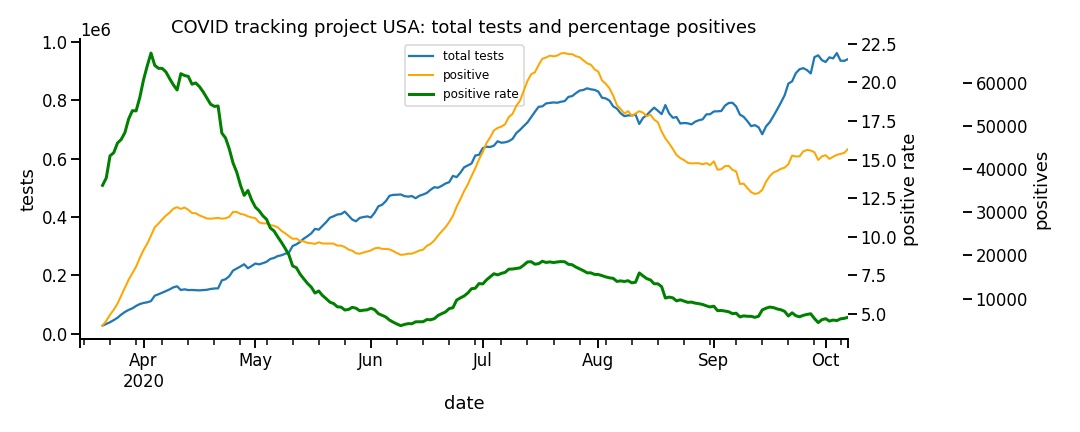 COVID tracking project USA: total tests and percentage positives
1e6
1.0
0.8
0.6
0.4
0.2
0.0
tests
total tests
positive
positive rate
22.5
20.0
17.5
15.0
12.5
10.0
7.5
5.0
positive rate
60000
50000
40000
30000
20000
10000
positives
Apr
2020
May
Jun
Jul
Aug
Sep
Oct
date